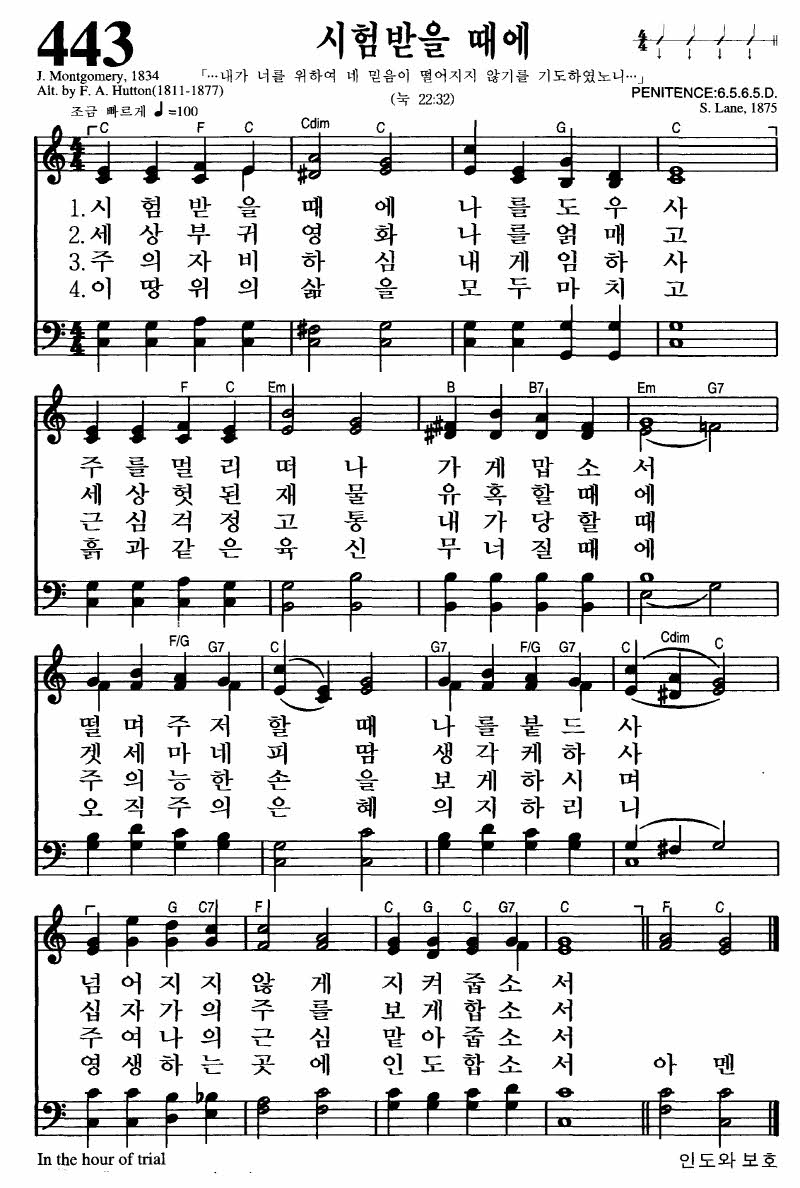 443
시험받을 때에
J. Montgomery, 1834
「…내가 너를 위하여 네 믿음이 떨어지지 않기를 기도하였노니…」
Alt. by F. A. Hutton(1811-1877)
(눅 22:32)
PENITENCE:6.5.6.5.D.
조금 빠르게 ♩=100
S. Lane, 1875
C F C Cdim C G C
1.시 험 받 을 때 에 나 를 도 우 사
2.세 상 부 귀 영 화 나 를 얽 매 고
3.주 의 자 비 하 심 내 게 임 하 사
4.이 땅 위 의 삶 을 모 두 마 치 고
F C Em B B7 Em G7
주 를 멀 리 떠 나 가 게 맙 소 서
세 상 헛 된 재 물 유 혹 할 때 에
근 심 걱 정 고 통 내 가 당 할 때
흙 과 같 은 육 신 무 너 질 때 에
F/G G7 C G7 F/G G7 C Cdim C
떨 며 주 저 할 때 나 를 붙 드 사
겟 세 마 네 피 땀 생 각 케 하 사
주 의 능 한 손 을 보 게 하 시 며
오 직 주 의 은 혜 의 지 하 리 니
G C7 F C G C G7 C F C
넘 어 지 지 않 게 지 켜 줍 소 서
십 자 가 의 주 를 보 게 합 소 서
주 여 나 의 근 심 맡 아 줍 소 서
영 생 하 는 곳 에 인 도 합 소 서 아 멘
In the hour of trial
인도와 보호